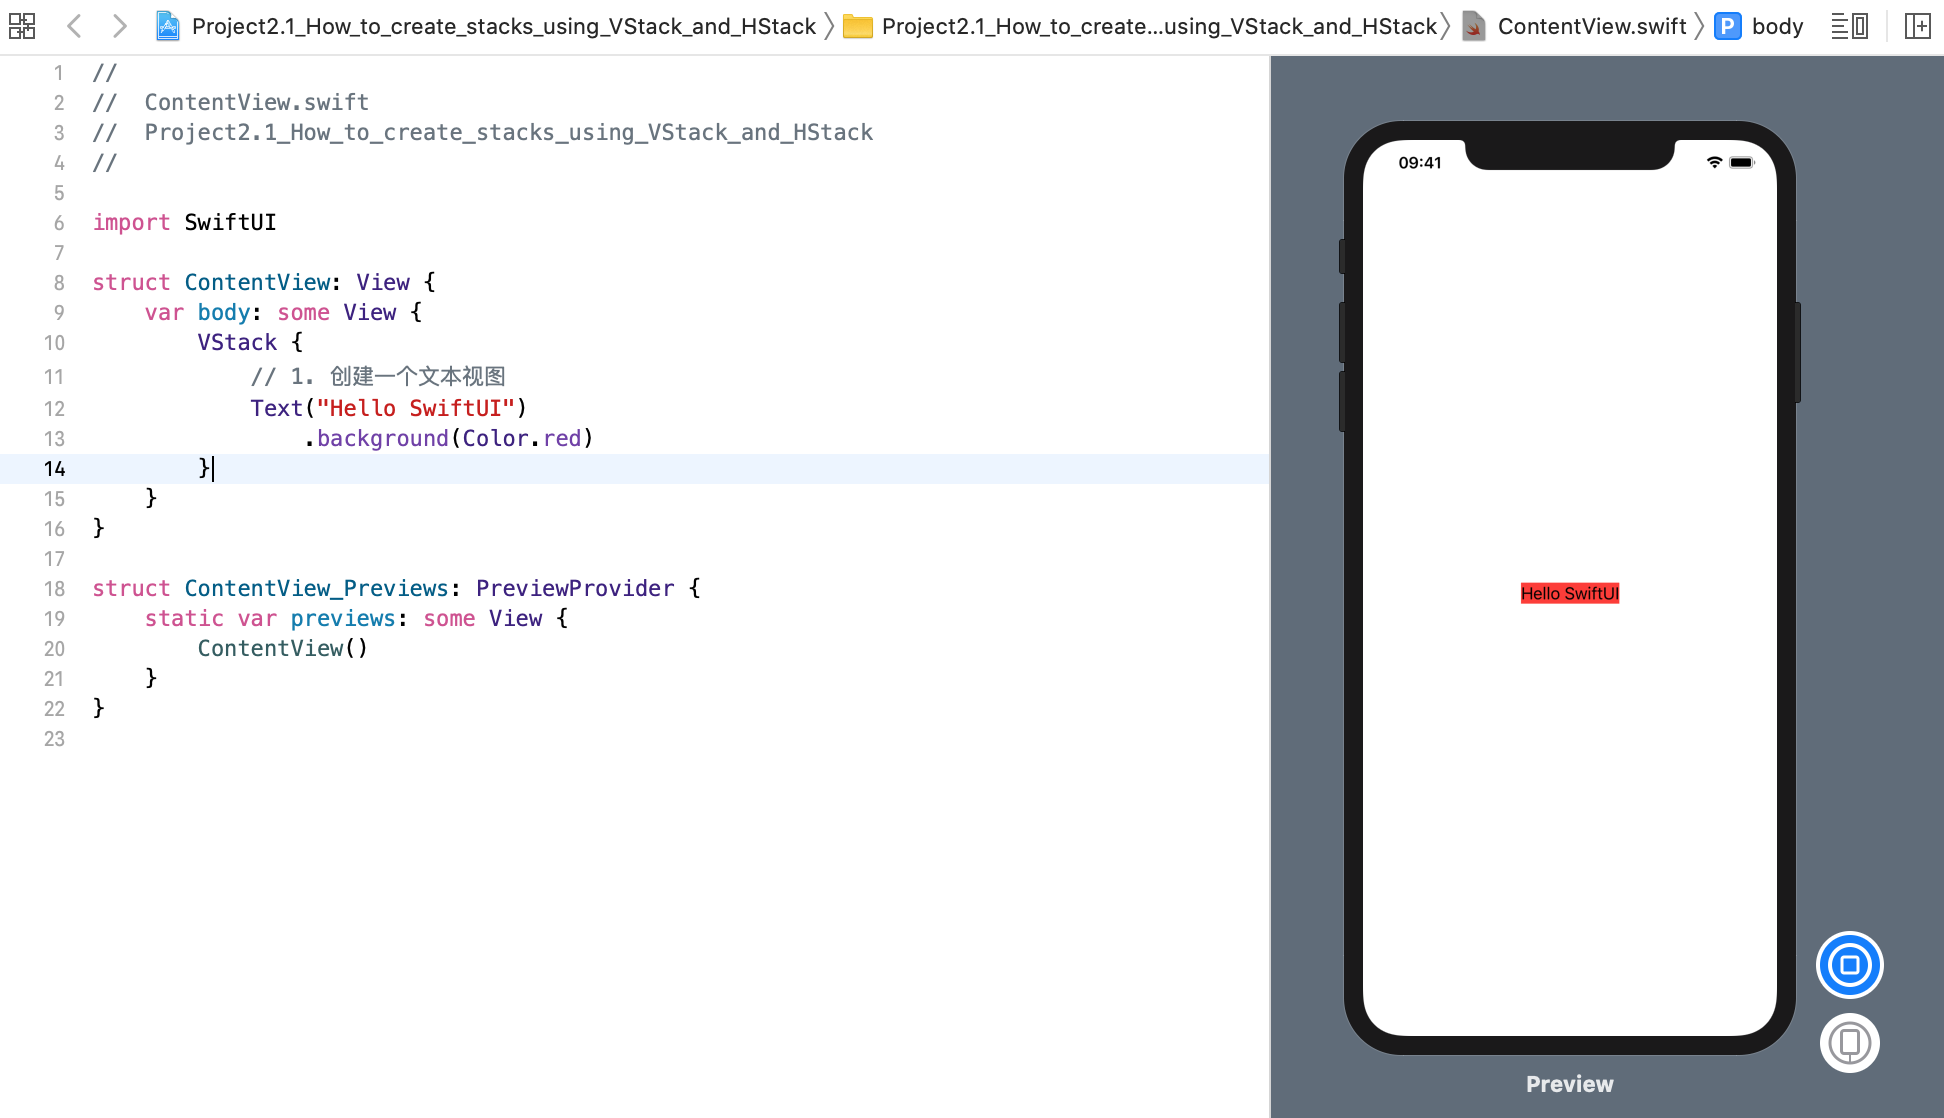 Project2.1_How_to_create_stacks_using_VStack_and_HStack Project2.1_How_to_create...using_VStack_and_HStack ContentView.swift P body
1 //
2 //  ContentView.swift
3 //  Project2.1_How_to_create_stacks_using_VStack_and_HStack
4 //
5
6 import SwiftUI
7
8 struct ContentView: View {
9     var body: some View {
10         VStack {
11             // 1. 创建一个文本视图
12             Text("Hello SwiftUI")
13                 .background(Color.red)
14         }
15     }
16 }
17
18 struct ContentView_Previews: PreviewProvider {
19     static var previews: some View {
20         ContentView()
21     }
22 }
23
09:41
Hello SwiftUI
Preview